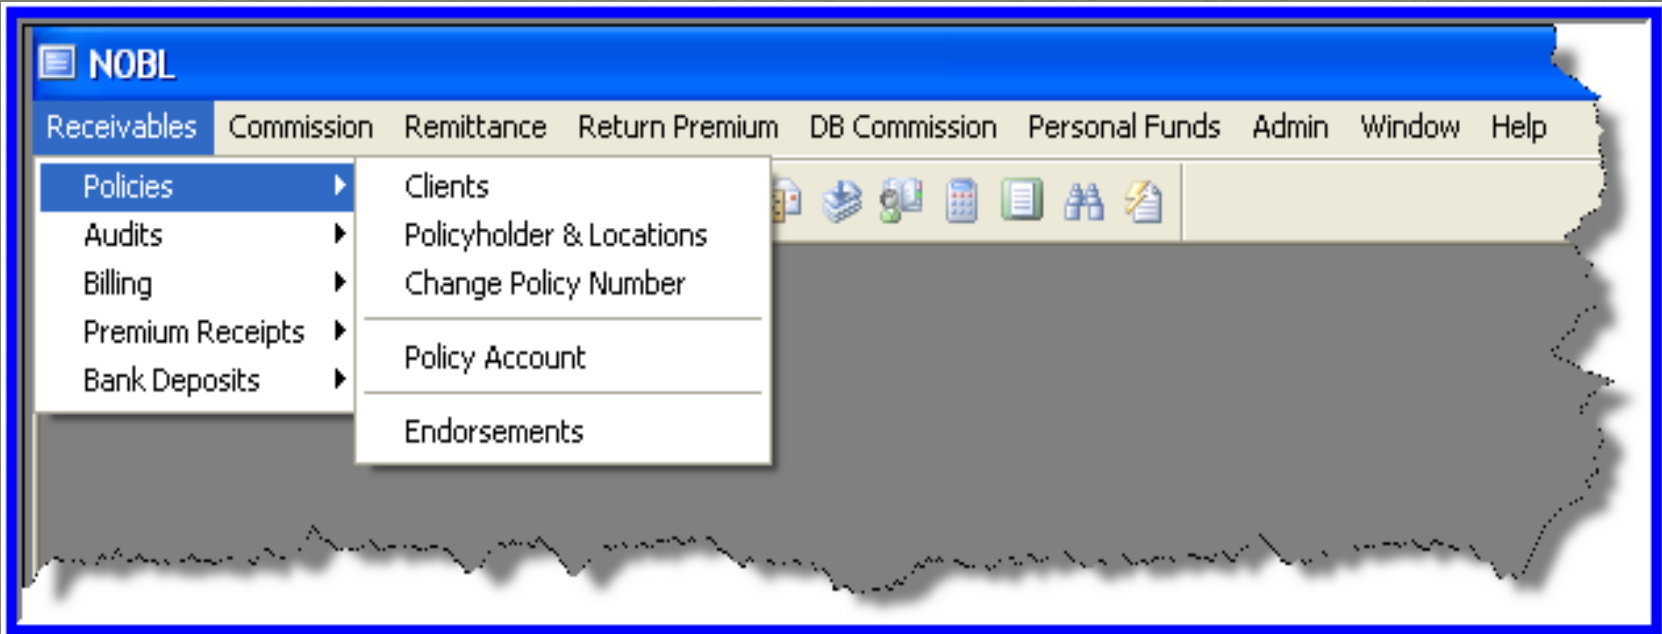 NOBL
Receivables Commission Remittance Return Premium DB Commission Personal Funds Admin Window Help
Policies
Audits
Billing
Premium Receipts
Bank Deposits
Clients
Policyholder & Locations
Change Policy Number
Policy Account
Endorsements